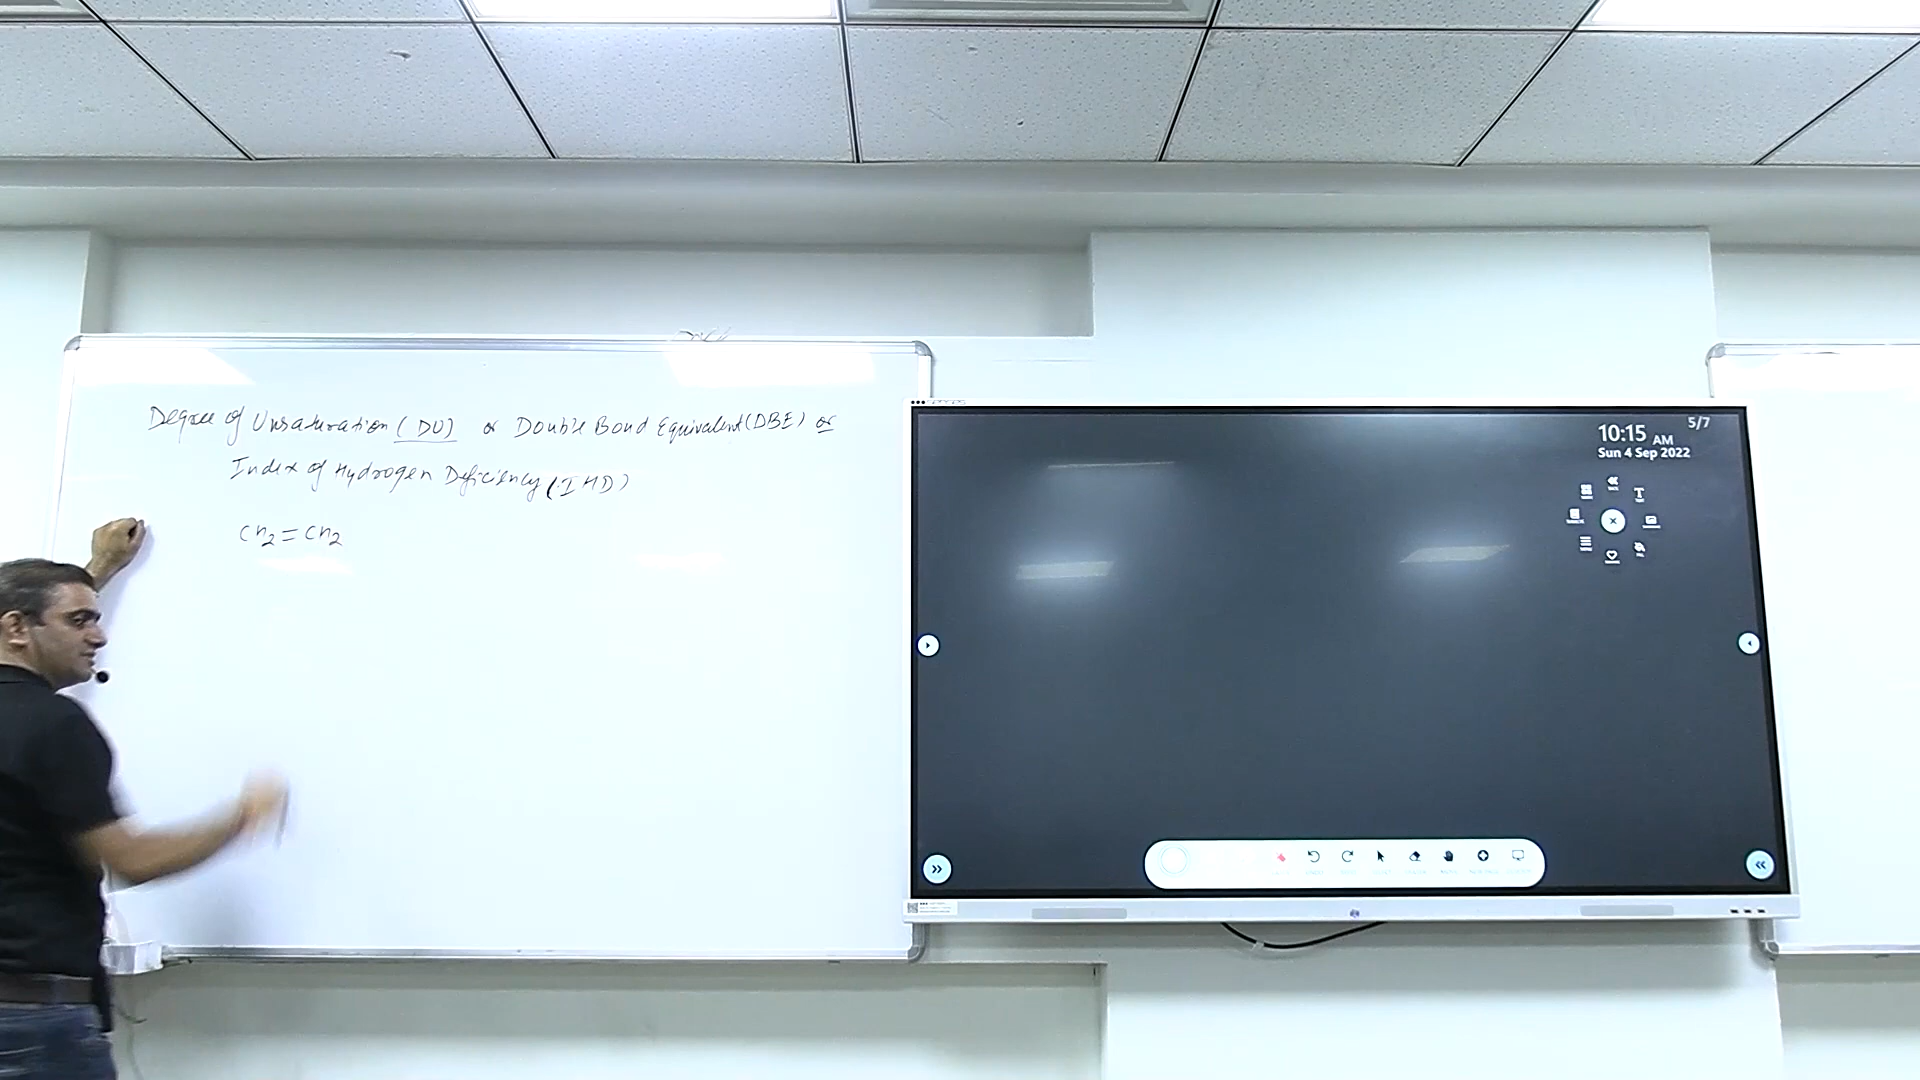 Degree of Unsaturation (DU) or Double Bond Equivalent (DBE) or
Index of Hydrogen Deficiency (IHD)
CH2=CH2
5/7
10:15 AM
Sun 4 Sep 2022